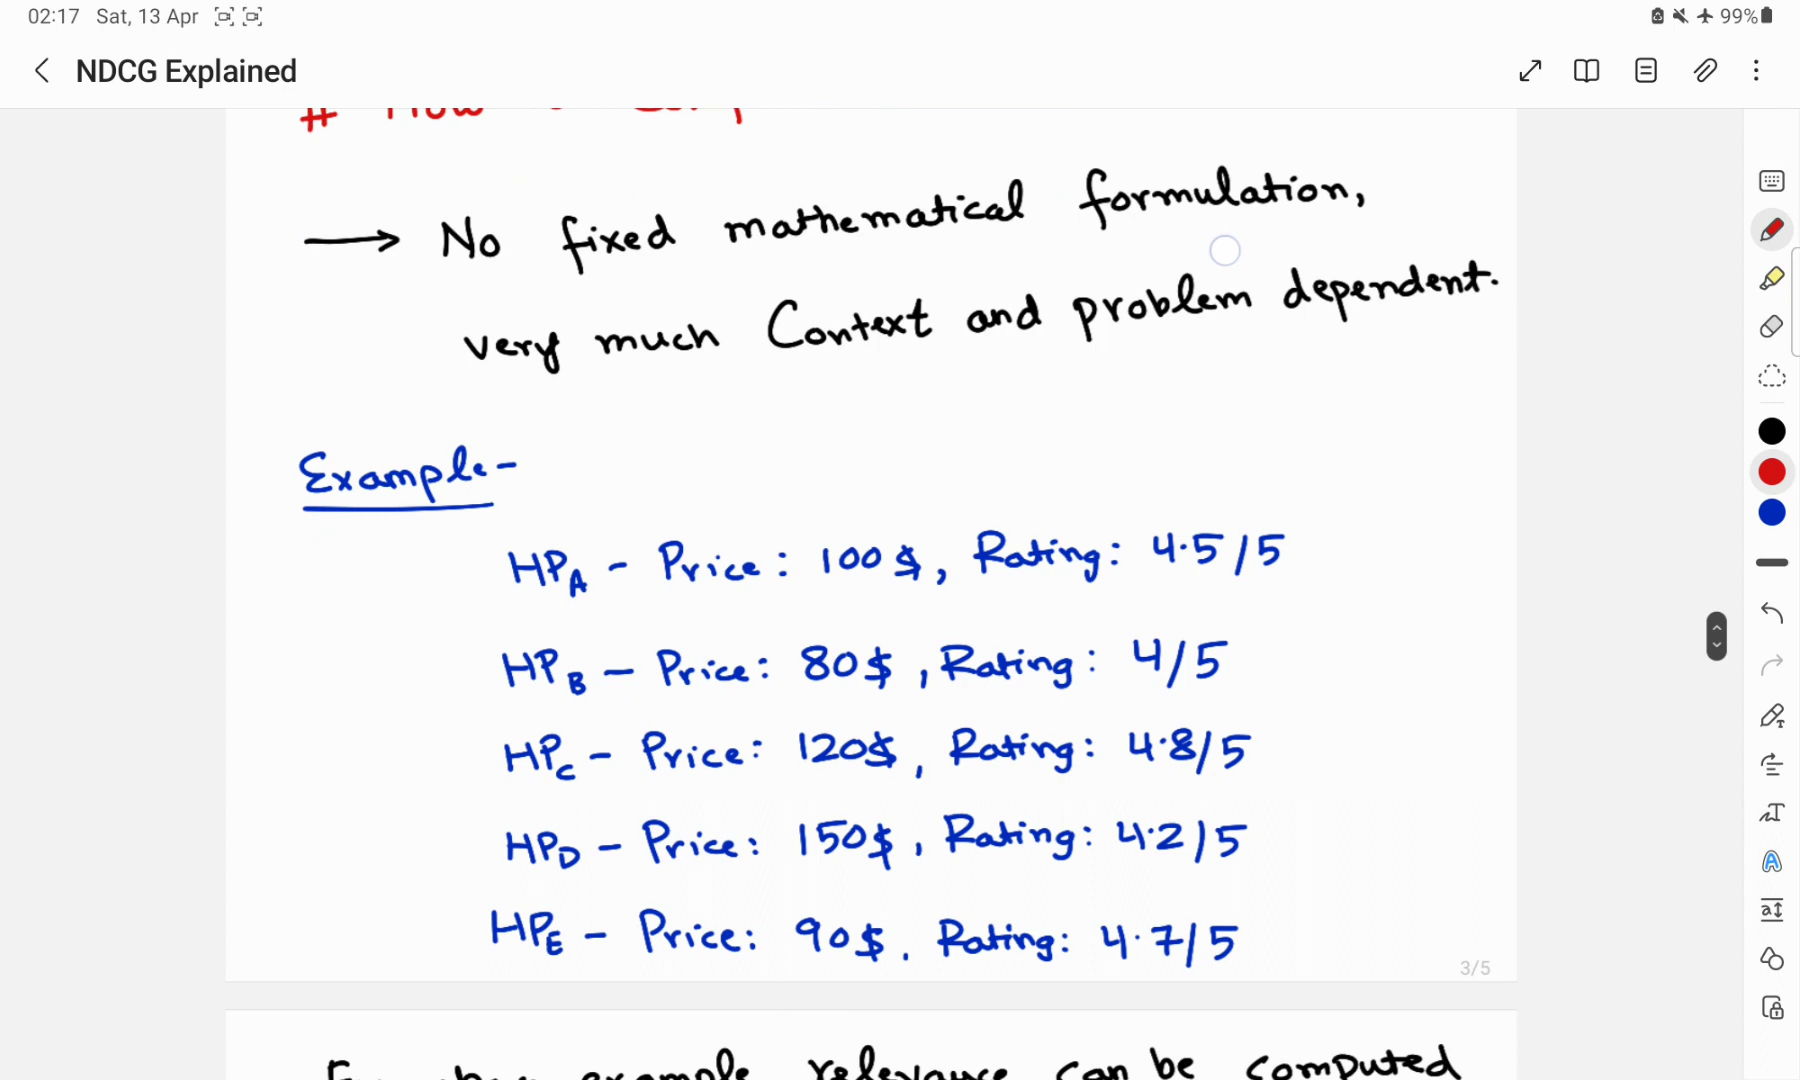 02:17 Sat, 13 Apr 99%
NDCG Explained
#
→ No fixed mathematical formulation,
very much Context and problem dependent.
Example-
HPA - Price: 100$, Rating: 4.5/5
HPB - Price: 80$, Rating: 4/5
HPC - Price: 120$, Rating: 4.8/5
HPD - Price: 150$, Rating: 4.2/5
HPE - Price: 90$. Rating: 4.7/5
3/5
example relevance can be computed